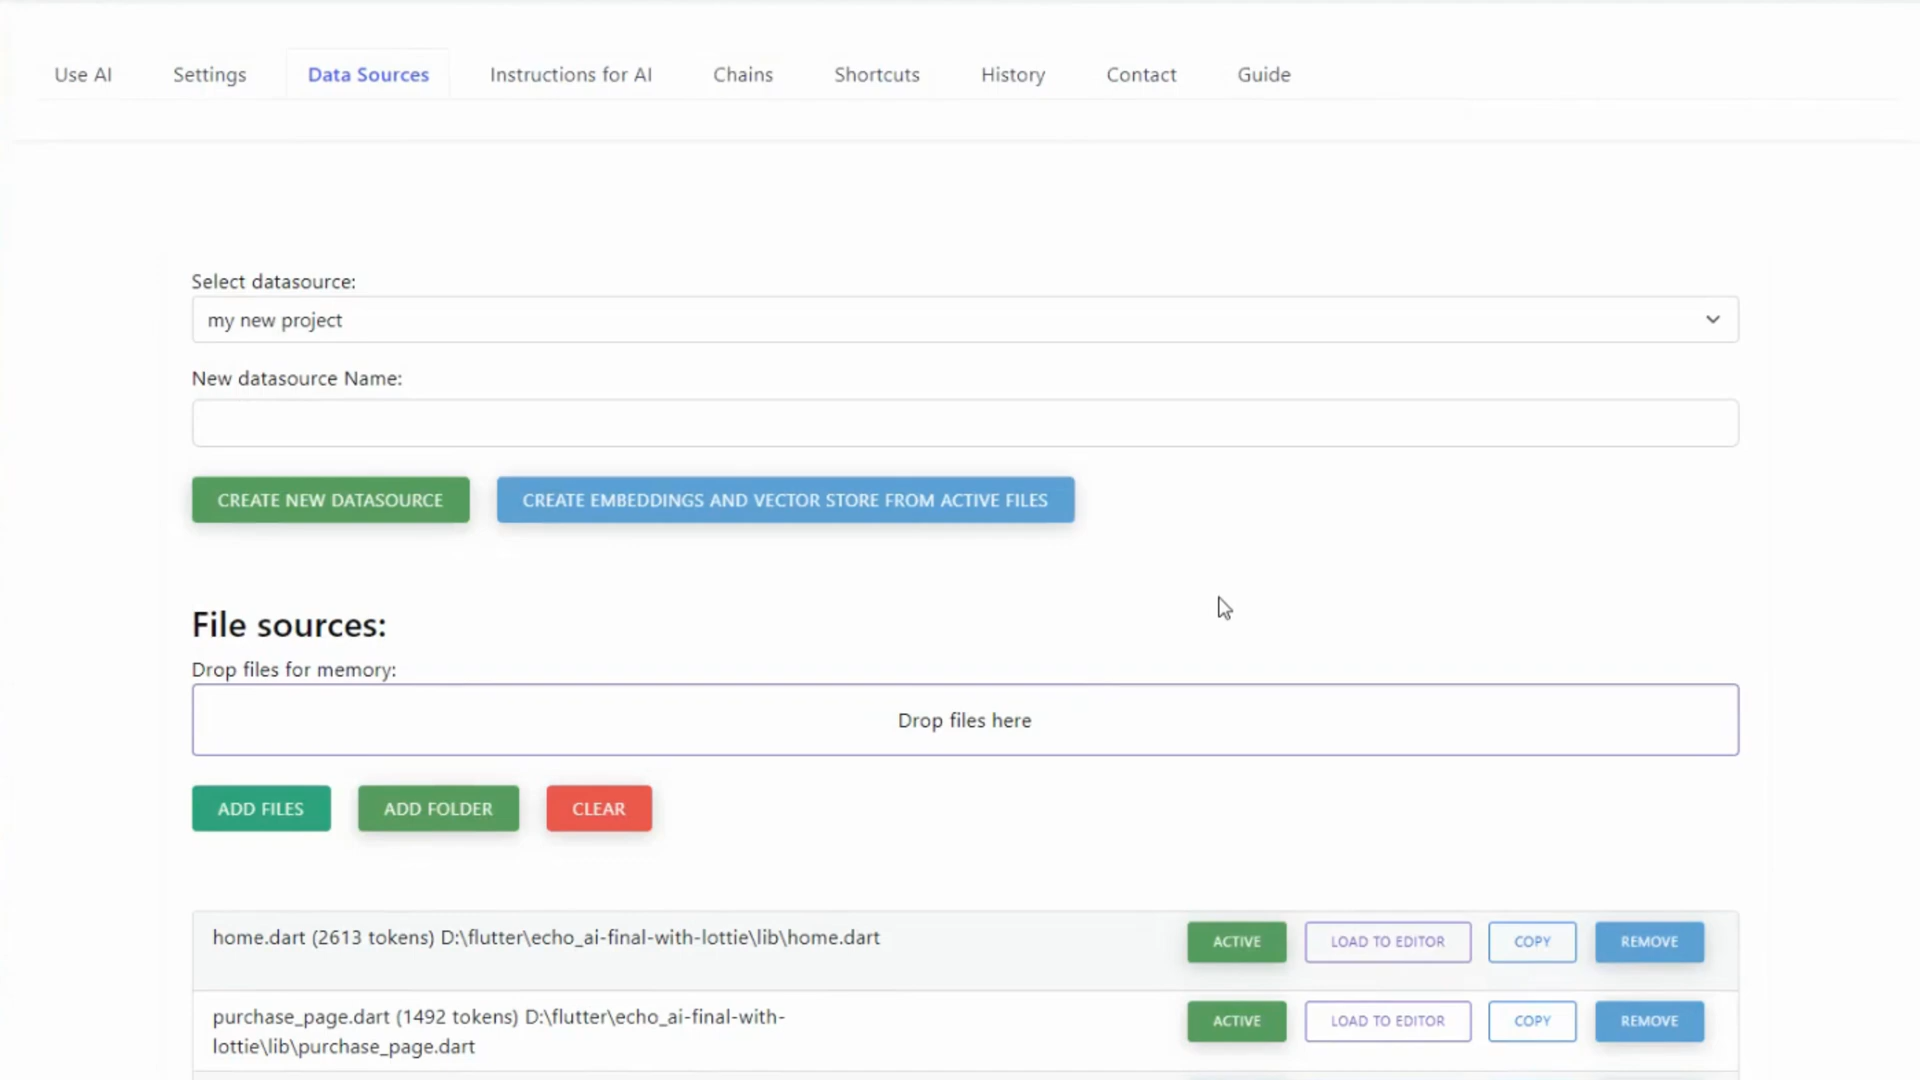 Use AI Settings Data Sources Instructions for AI Chains Shortcuts History Contact Guide
Select datasource:
my new project
New datasource Name:
CREATE NEW DATASOURCE CREATE EMBEDDINGS AND VECTOR STORE FROM ACTIVE FILES
File sources:
Drop files for memory:
Drop files here
ADD FILES ADD FOLDER CLEAR
home.dart (2613 tokens) D:\flutter\echo_ai-final-with-lottie\lib\home.dart ACTIVE LOAD TO EDITOR COPY REMOVE
purchase_page.dart (1492 tokens) D:\flutter\echo_ai-final-with- ACTIVE LOAD TO EDITOR COPY REMOVE
lottie\lib\purchase_page.dart